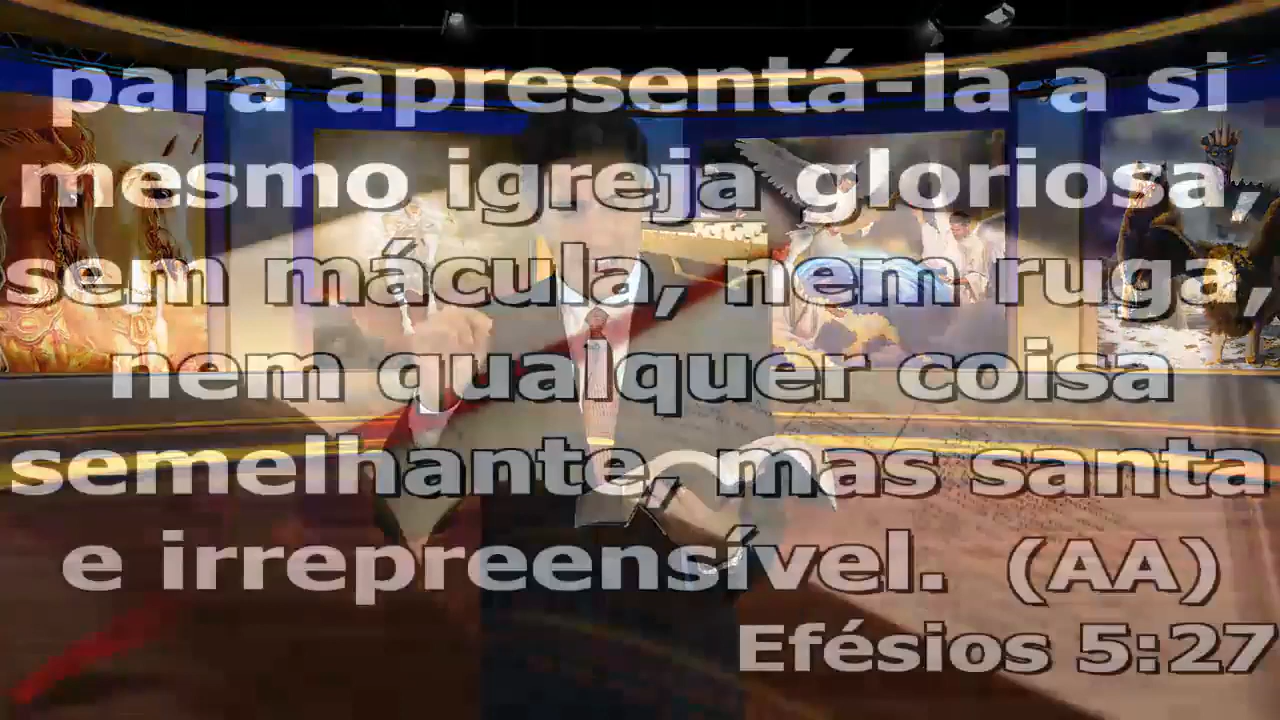 para apresentá-la a si
mesmo igreja gloriosa,
sem mácula, nem ruga,
nem qualquer coisa
semelhante, mas santa
e irrepreensível. (AA)
Efésios 5:27